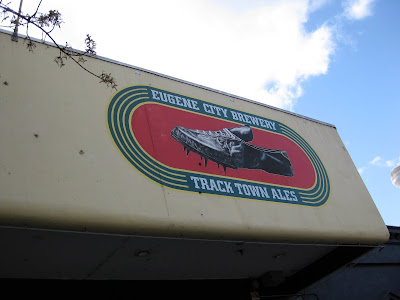 EUGENE CITY BREWERY
TRACK TOWN ALES